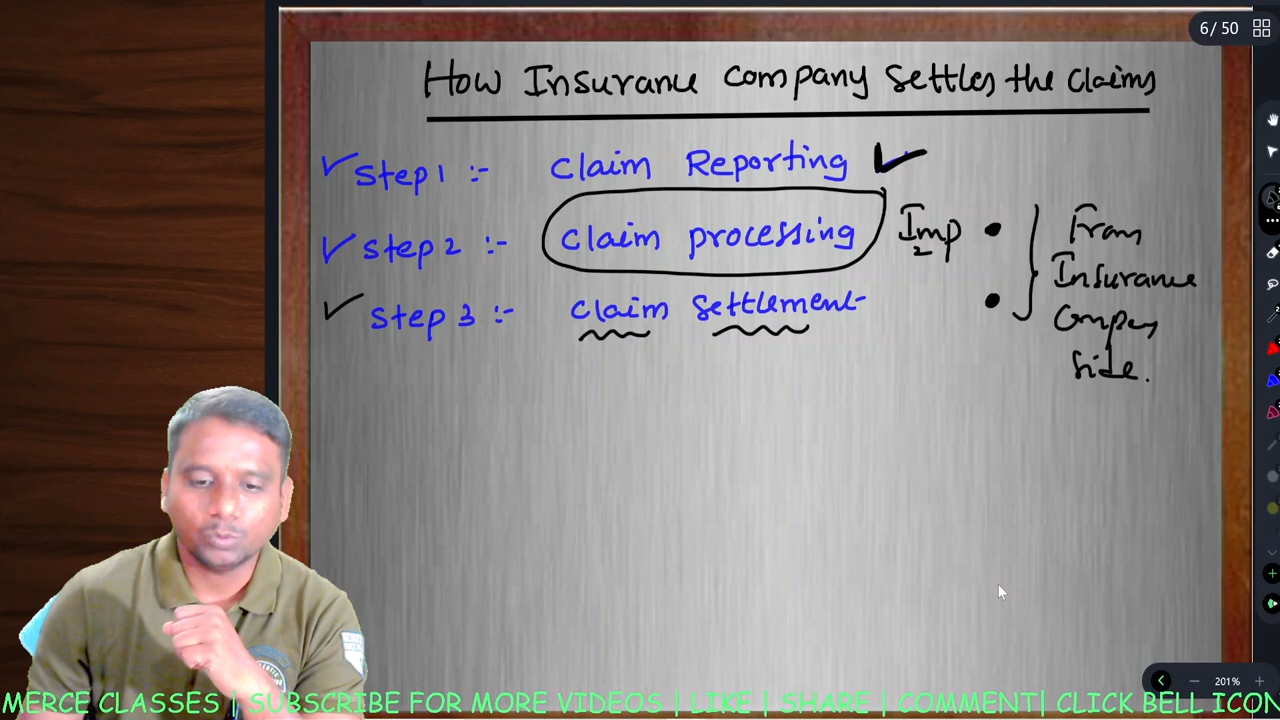 6 / 50
How Insurance company settles the claims
Step 1 :- Claim Reporting
Step 2 :- claim processing Imp
Step 3 :- claim settlement
From
Insurance
Company
side.
201%
MERCE CLASSES | SUBSCRIBE FOR MORE VIDEOS | LIKE | SHARE | COMMENT| CLICK BELL ICON